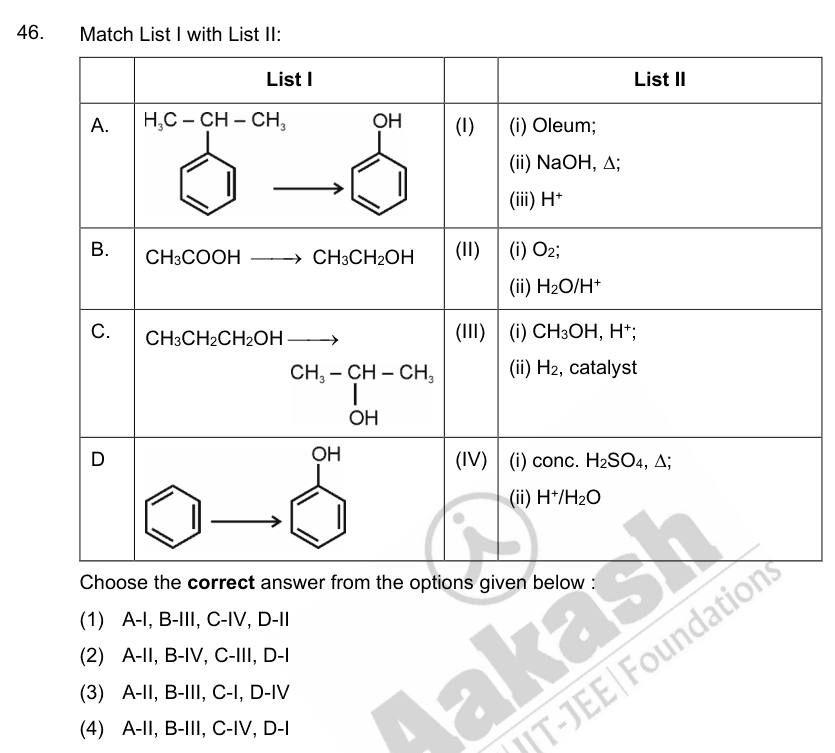 46. Match List I with List II:
List I List II
A. H₃C – CH – CH₃ OH (I) (i) Oleum;
(ii) NaOH, Δ;
(iii) H⁺
B. CH₃COOH ⟶ CH₃CH₂OH (II) (i) O₂;
(ii) H₂O/H⁺
C. CH₃CH₂CH₂OH ⟶ (III) (i) CH₃OH, H⁺;
CH₃ – CH – CH₃ (ii) H₂, catalyst
OH
D OH (IV) (i) conc. H₂SO₄, Δ;
(ii) H⁺/H₂O
Choose the correct answer from the options given below :
(1) A-I, B-III, C-IV, D-II
(2) A-II, B-IV, C-III, D-I
(3) A-II, B-III, C-I, D-IV
(4) A-II, B-III, C-IV, D-I
Aakash
IIT-JEE|Foundations